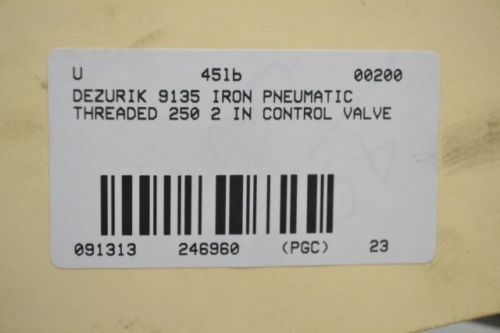 U 451b 00200
DEZURIK 9135 IRON PNEUMATIC
THREADED 250 2 IN CONTROL VALVE
091313 246960 (PGC) 23